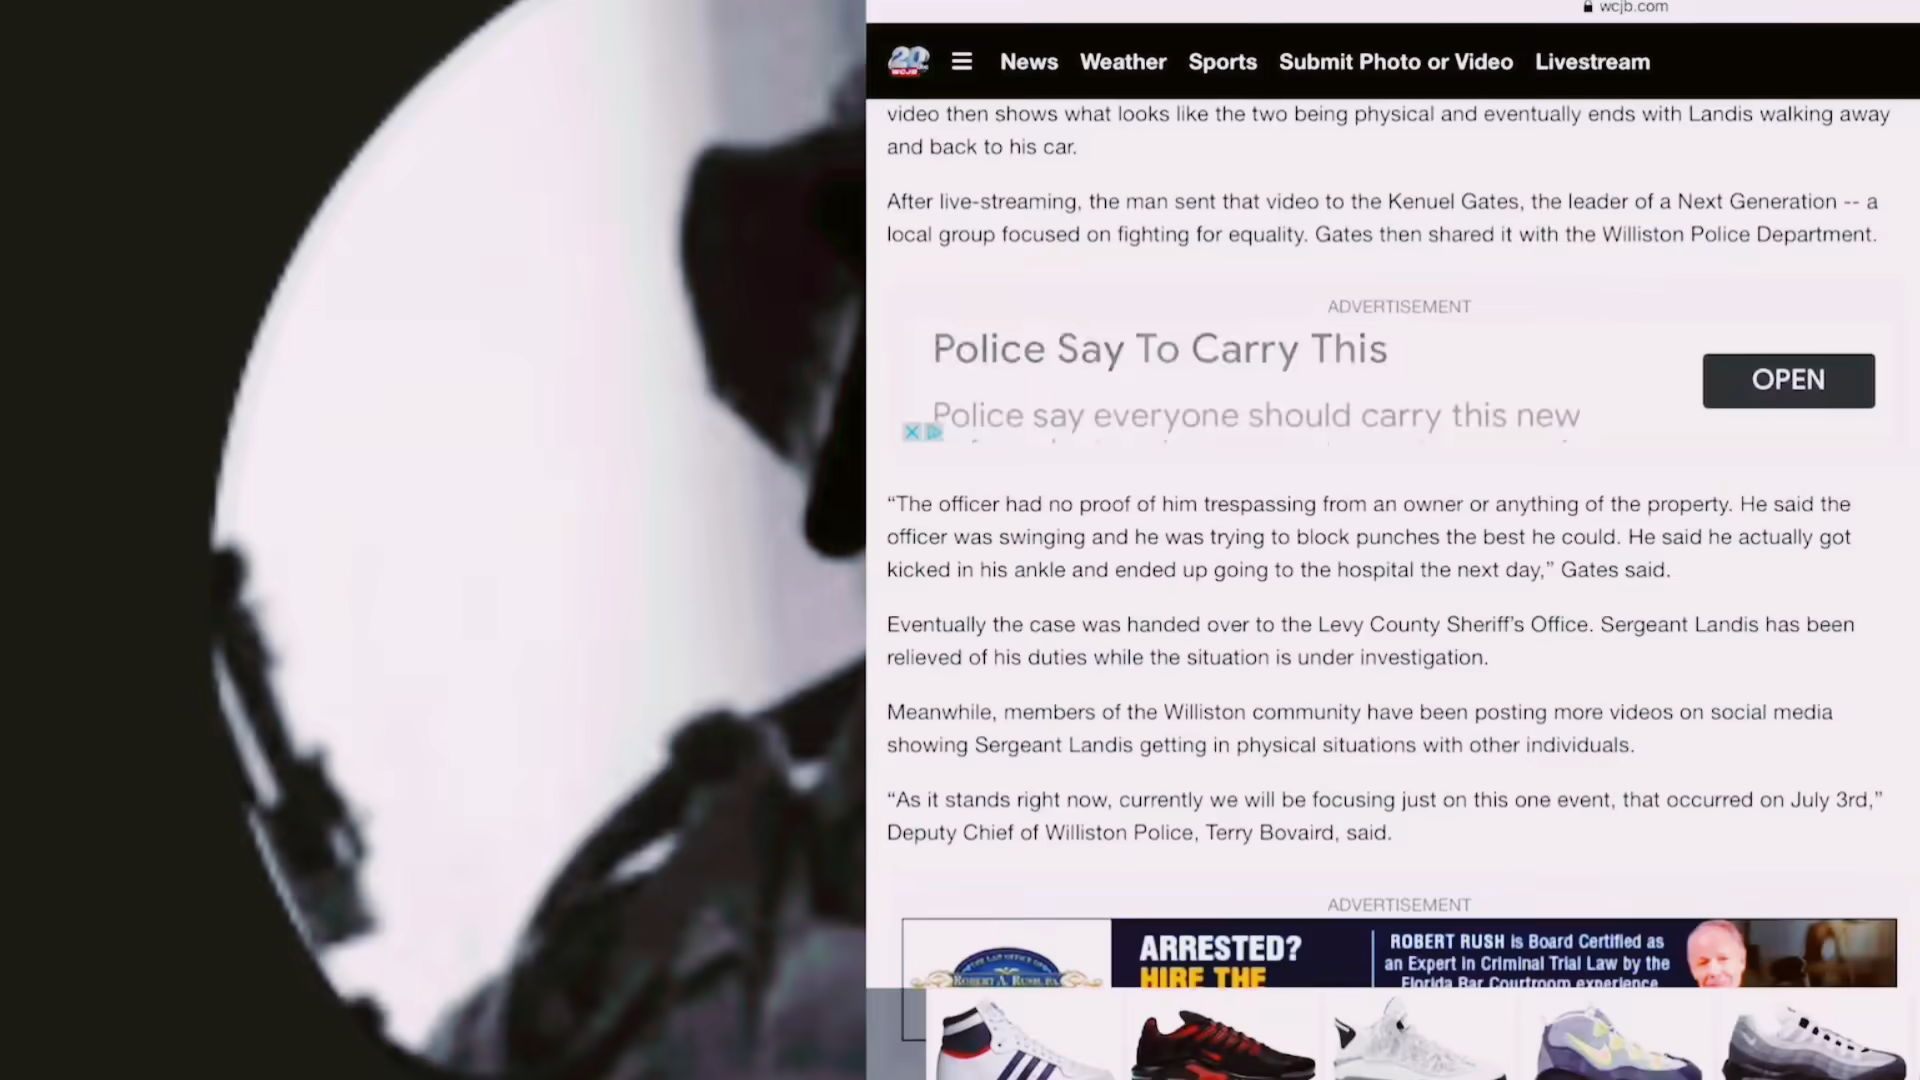 wcjb.com
20
WCJB
News Weather Sports Submit Photo or Video Livestream
video then shows what looks like the two being physical and eventually ends with Landis walking away
and back to his car.
After live-streaming, the man sent that video to the Kenuel Gates, the leader of a Next Generation -- a
local group focused on fighting for equality. Gates then shared it with the Williston Police Department.
ADVERTISEMENT
Police Say To Carry This
OPEN
Police say everyone should carry this new
“The officer had no proof of him trespassing from an owner or anything of the property. He said the
officer was swinging and he was trying to block punches the best he could. He said he actually got
kicked in his ankle and ended up going to the hospital the next day,” Gates said.
Eventually the case was handed over to the Levy County Sheriff’s Office. Sergeant Landis has been
relieved of his duties while the situation is under investigation.
Meanwhile, members of the Williston community have been posting more videos on social media
showing Sergeant Landis getting in physical situations with other individuals.
“As it stands right now, currently we will be focusing just on this one event, that occurred on July 3rd,”
Deputy Chief of Williston Police, Terry Bovaird, said.
ADVERTISEMENT
THE LAW OFFICE OF
ROBERT A. RUSH, P.A.
ARRESTED?
HIRE THE
ROBERT RUSH is Board Certified as
an Expert in Criminal Trial Law by the
Florida Bar Courtroom experience